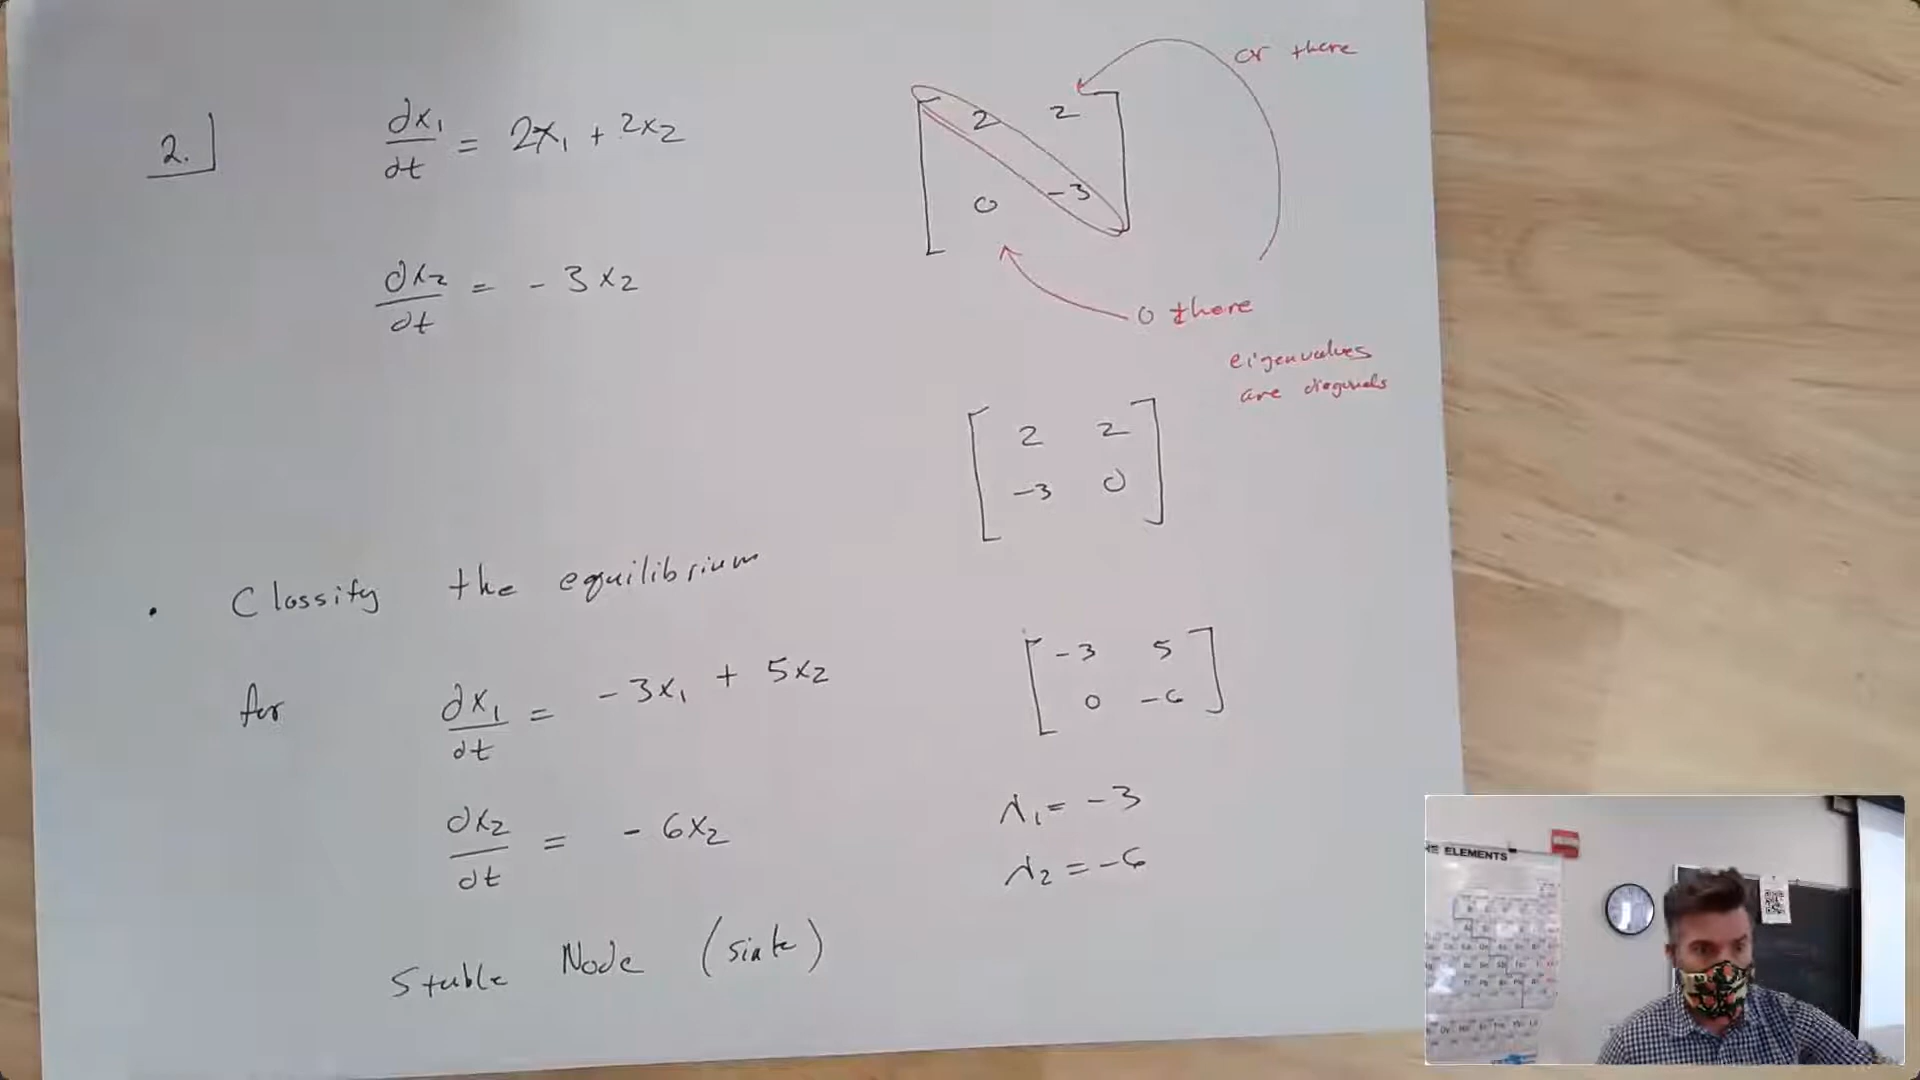 2.
dx₁/dt = 2x₁ + 2x₂
dx₂/dt = - 3x₂
[ 2 2
0 -3 ]
or there
0 there
eigenvalues
are diagonals
[ 2 2
-3 0 ]
• Classify the equilibrium
for dx₁/dt = -3x₁ + 5x₂
dx₂/dt = - 6x₂
[ -3 5
0 -6 ]
λ₁ = -3
λ₂ = -6
Stable Node (sink)
HE ELEMENTS